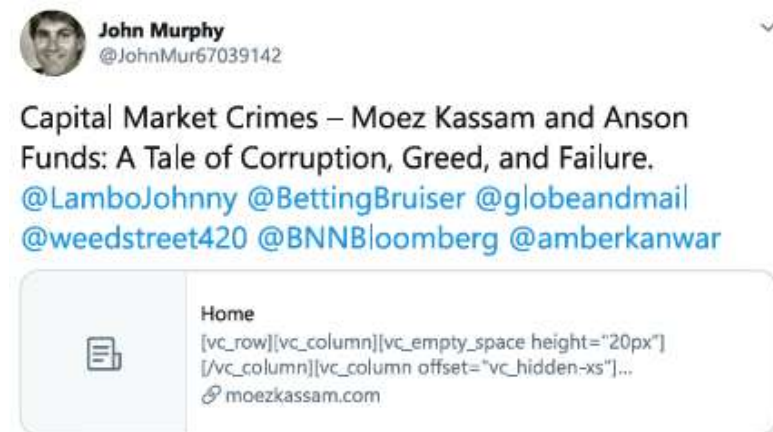 John Murphy
@JohnMur67039142
Capital Market Crimes – Moez Kassam and Anson
Funds: A Tale of Corruption, Greed, and Failure.
@LamboJohnny @BettingBruiser @globeandmail
@weedstreet420 @BNNBloomberg @amberkanwar
Home
[vc_row][vc_column][vc_empty_space height="20px"]
[/vc_column][vc_column offset="vc_hidden-xs"]...
moezkassam.com